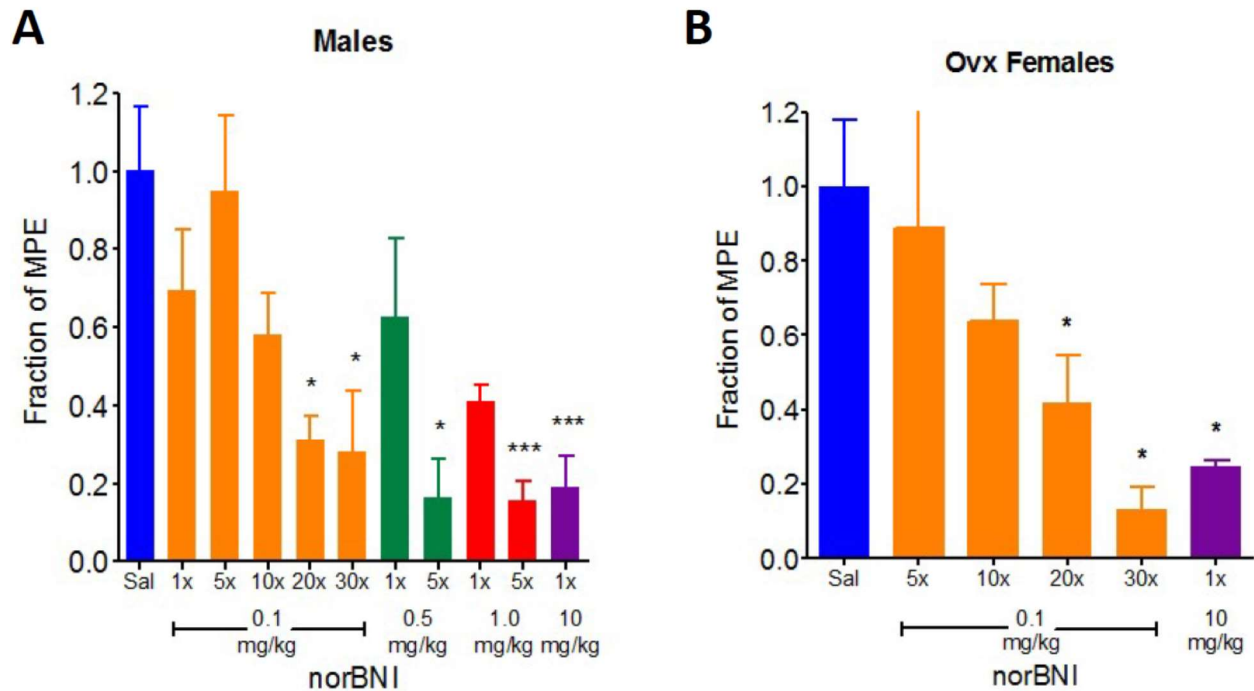 A
Males
Fraction of MPE
1.2
1.0
0.8
0.6
0.4
0.2
0.0
* * * *** ***
Sal 1x 5x 10x 20x 30x 1x 5x 1x 5x 1x
0.1 0.5 1.0 10
mg/kg mg/kg mg/kg mg/kg
norBNI
B
Ovx Females
Fraction of MPE
1.2
1.0
0.8
0.6
0.4
0.2
0.0
* * *
Sal 5x 10x 20x 30x 1x
0.1 10
mg/kg mg/kg
norBNI